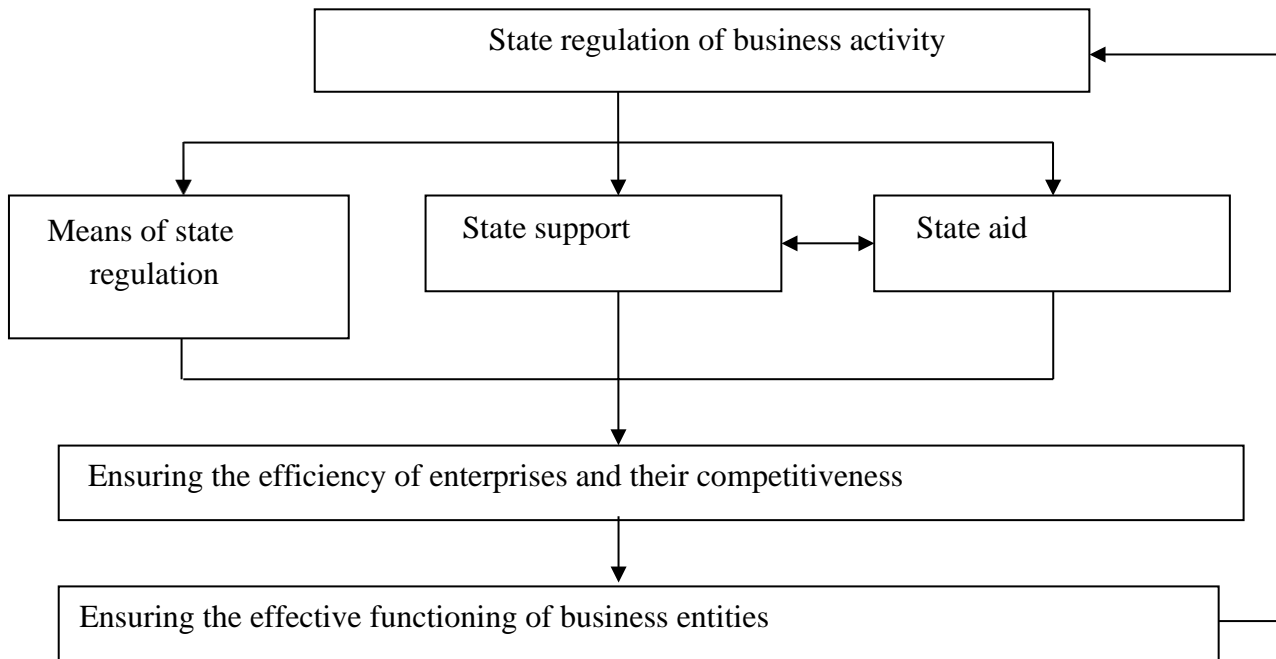 State regulation of business activity
Means of state
regulation
State support
State aid
Ensuring the efficiency of enterprises and their competitiveness
Ensuring the effective functioning of business entities